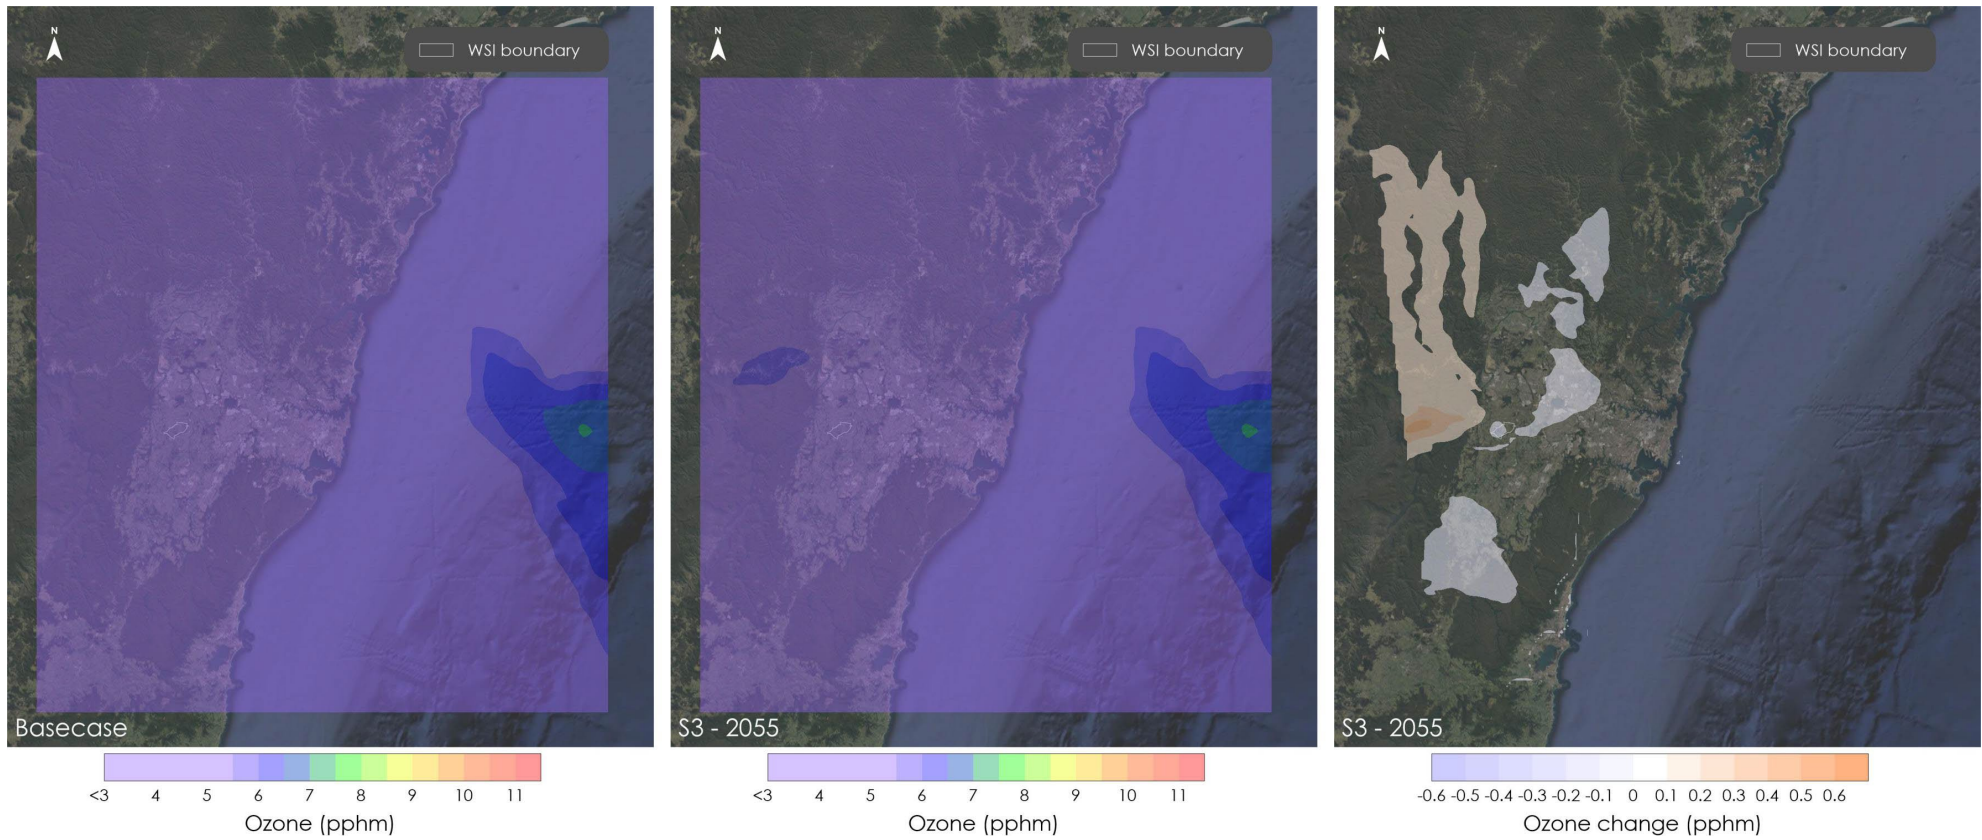 N
WSI boundary
N
WSI boundary
N
WSI boundary
Basecase
S3 - 2055
S3 - 2055
<3 4 5 6 7 8 9 10 11
Ozone (pphm)
<3 4 5 6 7 8 9 10 11
Ozone (pphm)
-0.6 -0.5 -0.4 -0.3 -0.2 -0.1 0 0.1 0.2 0.3 0.4 0.5 0.6
Ozone change (pphm)